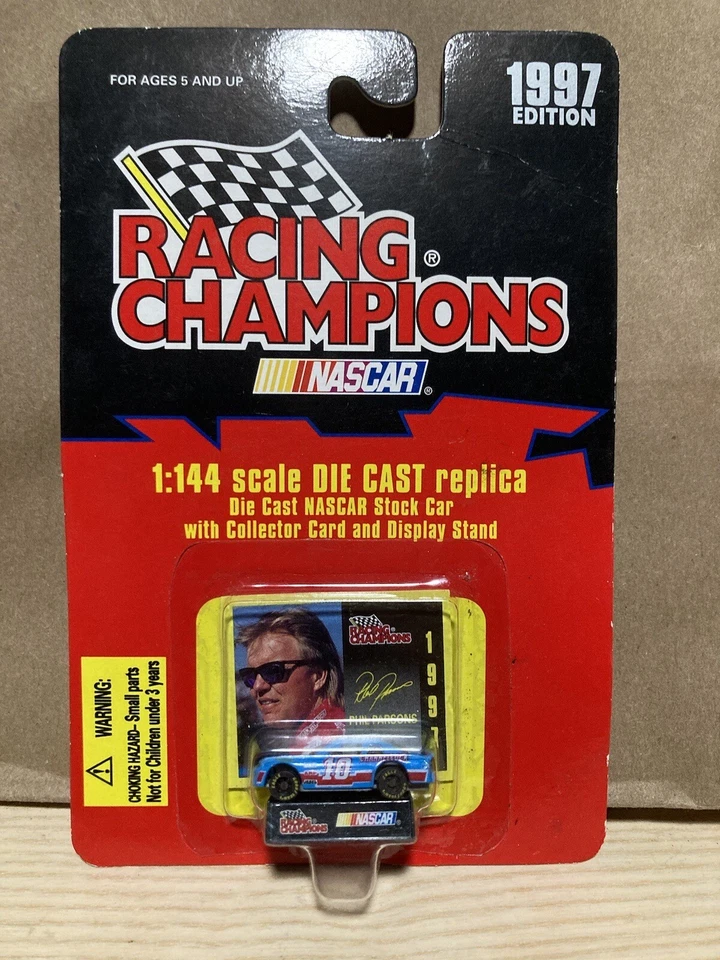 FOR AGES 5 AND UP
1997
EDITION
RACING
CHAMPIONS®
NASCAR®
1:144 scale DIE CAST replica
Die Cast NASCAR Stock Car
with Collector Card and Display Stand
WARNING:
CHOKING HAZARD– Small parts
Not for Children under 3 years
RACING
CHAMPIONS
1997
Phil Parsons
PHIL PARSONS
10
RACING
CHAMPIONS
NASCAR